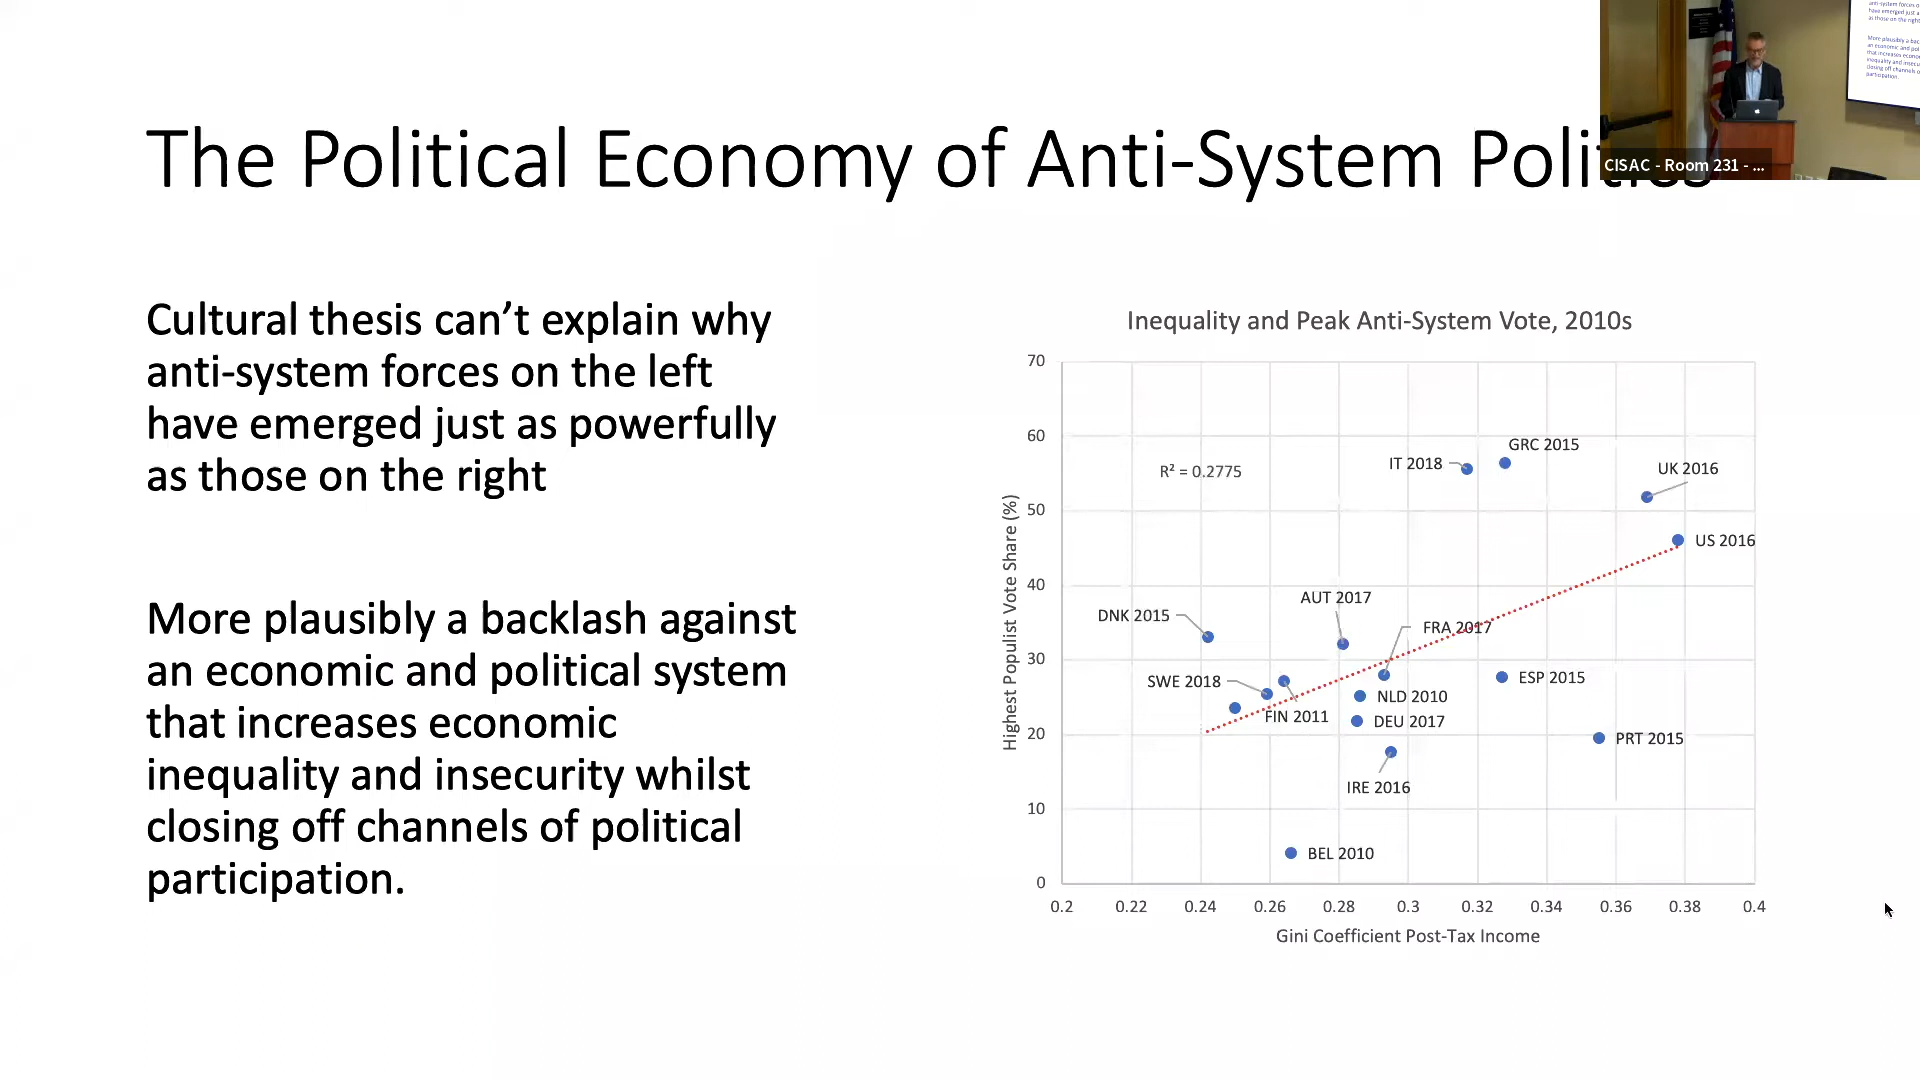 The Political Economy of Anti-System Politics
CISAC - Room 231 - ...
Cultural thesis can’t explain why
anti-system forces on the left
have emerged just as powerfully
as those on the right
More plausibly a backlash against
an economic and political system
that increases economic
inequality and insecurity whilst
closing off channels of political
participation.
Inequality and Peak Anti-System Vote, 2010s
Highest Populist Vote Share (%)
70
60
50
40
30
20
10
0
R² = 0.2775
IT 2018
GRC 2015
UK 2016
US 2016
AUT 2017
DNK 2015
FRA 2017
SWE 2018
ESP 2015
NLD 2010
FIN 2011
DEU 2017
PRT 2015
IRE 2016
BEL 2010
0.2 0.22 0.24 0.26 0.28 0.3 0.32 0.34 0.36 0.38 0.4
Gini Coefficient Post-Tax Income